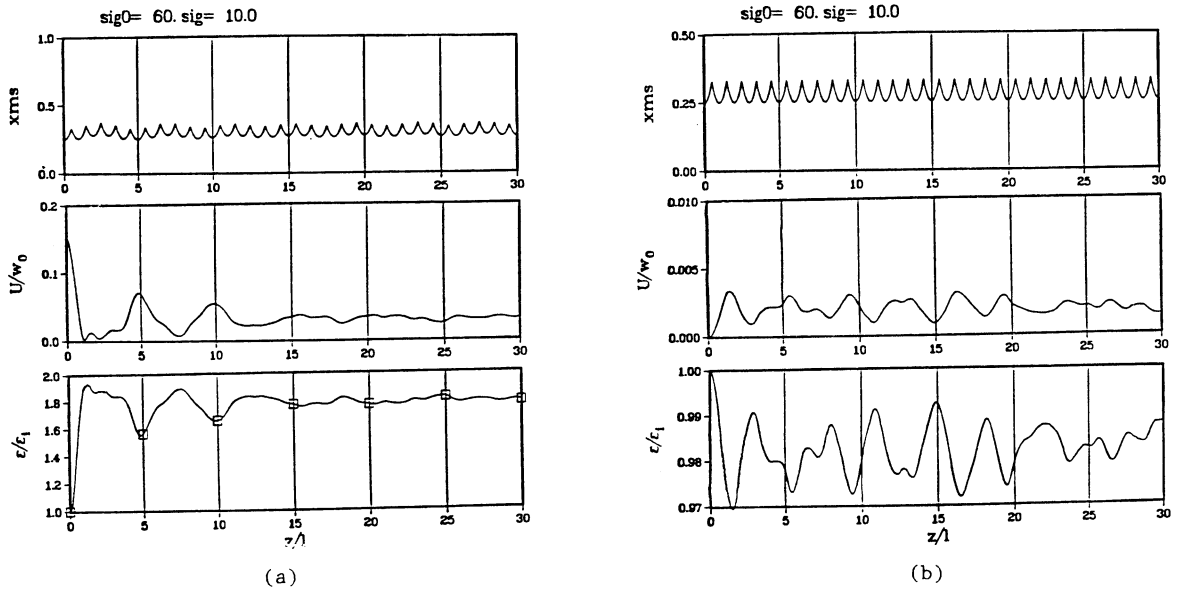 sig0= 60. sig= 10.0
1.0
xms
0.5
0.0
0 5 10 15 20 25 30
0.2
U/w0
0.1
0.0
0 5 10 15 20 25 30
2.0
1.8
ε/εi
1.6
1.4
1.2
1.0
0 5 10 15 20 25 30
z/l
(a)
sig0= 60. sig= 10.0
0.50
xms
0.25
0.00
0 5 10 15 20 25 30
0.010
U/w0
0.005
0.000
0 5 10 15 20 25 30
1.00
0.99
ε/εi
0.98
0.97
0 5 10 15 20 25 30
z/l
(b)